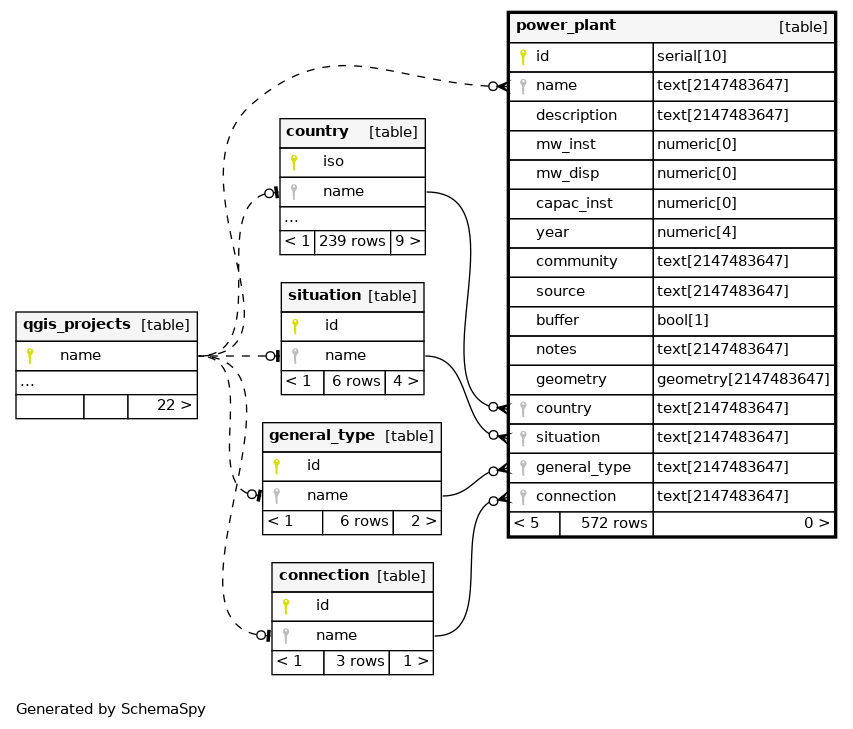 power_plant [table]
id serial[10]
name text[2147483647]
description text[2147483647]
mw_inst numeric[0]
mw_disp numeric[0]
capac_inst numeric[0]
year numeric[4]
community text[2147483647]
source text[2147483647]
buffer bool[1]
notes text[2147483647]
geometry geometry[2147483647]
country text[2147483647]
situation text[2147483647]
general_type text[2147483647]
connection text[2147483647]
< 5 572 rows 0 >
country [table]
iso
name
...
< 1 239 rows 9 >
situation [table]
id
name
< 1 6 rows 4 >
qgis_projects [table]
name
...
22 >
general_type [table]
id
name
< 1 6 rows 2 >
connection [table]
id
name
< 1 3 rows 1 >
Generated by SchemaSpy